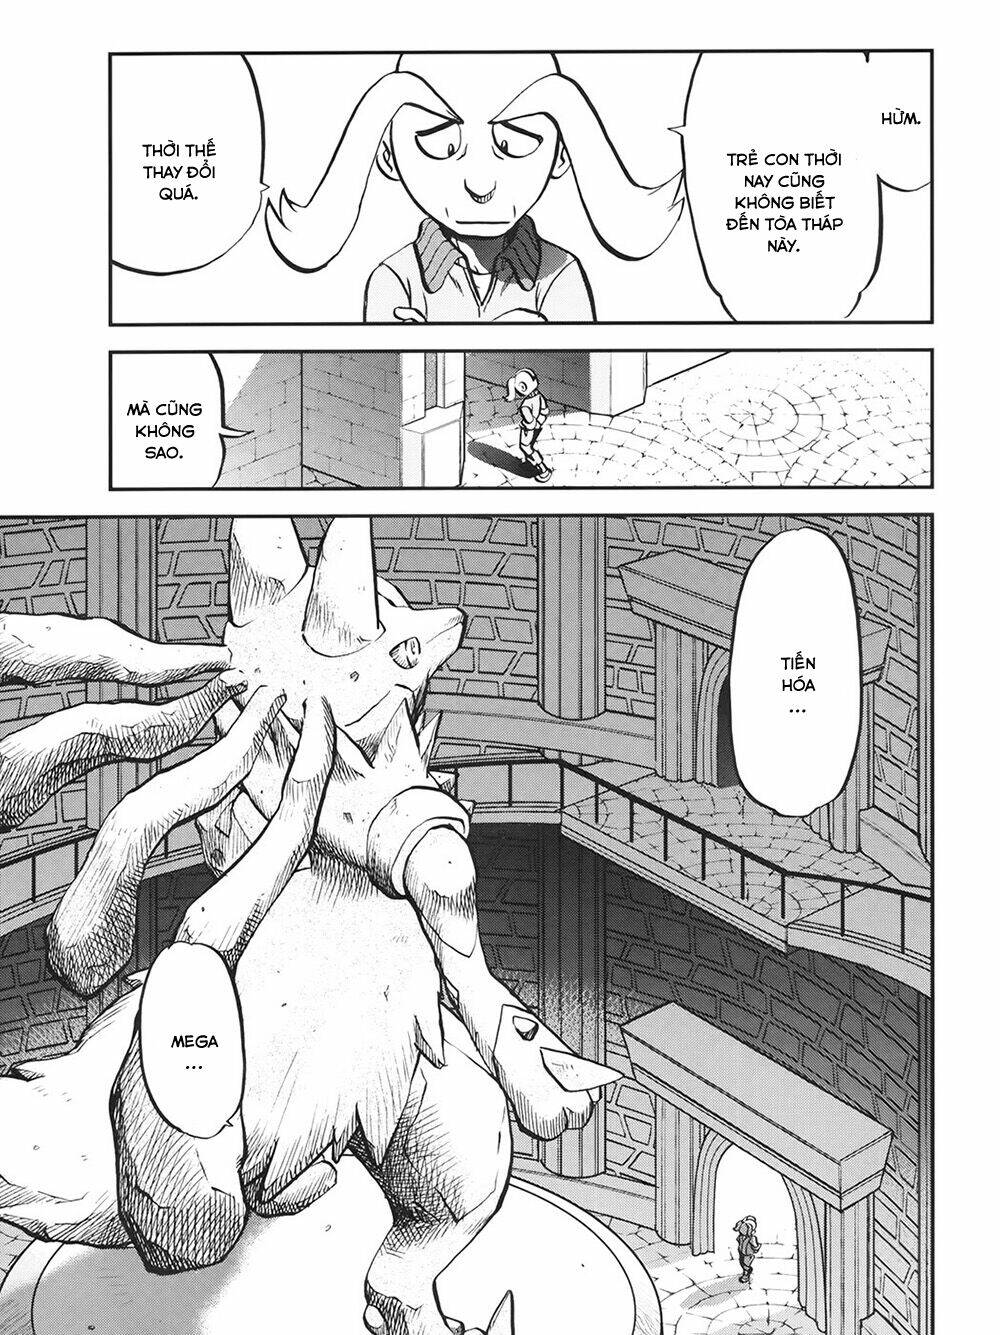 HỪM.
TRẺ CON THỜI
NAY CŨNG
KHÔNG BIẾT
ĐẾN TÒA THÁP
NÀY.
THỜI THẾ
THAY ĐỔI
QUÁ.
MÀ CŨNG
KHÔNG
SAO.
TIẾN
HÓA
...
MEGA
...